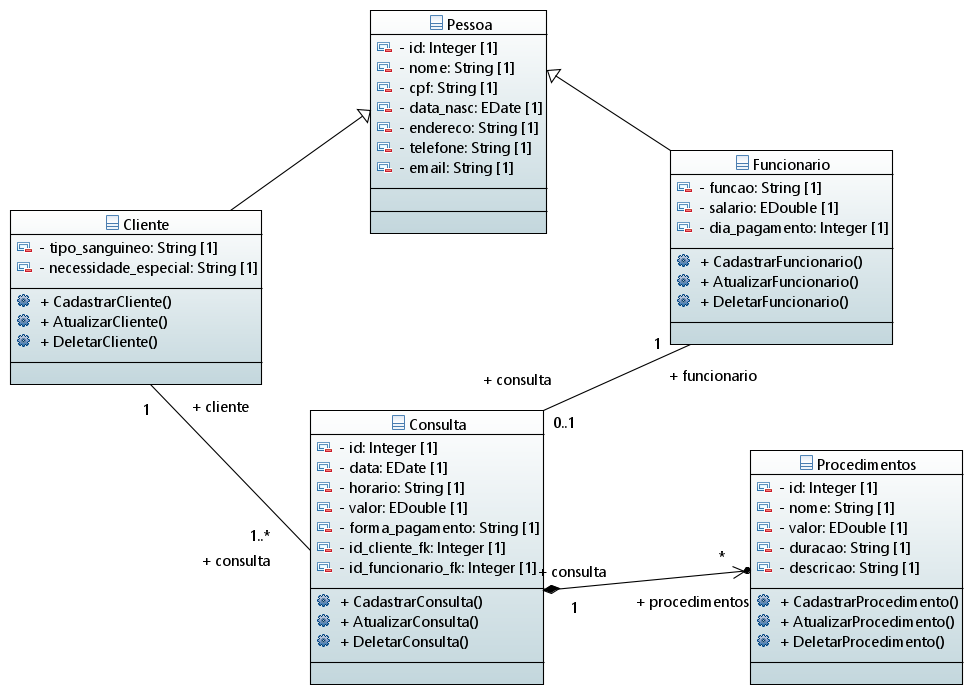 Pessoa
- id: Integer [1]
- nome: String [1]
- cpf: String [1]
- data_nasc: EDate [1]
- endereco: String [1]
- telefone: String [1]
- email: String [1]
Funcionario
- funcao: String [1]
- salario: EDouble [1]
- dia_pagamento: Integer [1]
+ CadastrarFuncionario()
+ AtualizarFuncionario()
+ DeletarFuncionario()
Cliente
- tipo_sanguineo: String [1]
- necessidade_especial: String [1]
+ CadastrarCliente()
+ AtualizarCliente()
+ DeletarCliente()
1
+ funcionario
+ consulta
0..1
1
+ cliente
1..*
+ consulta
Consulta
- id: Integer [1]
- data: EDate [1]
- horario: String [1]
- valor: EDouble [1]
- forma_pagamento: String [1]
- id_cliente_fk: Integer [1]
- id_funcionario_fk: Integer [1]
+ CadastrarConsulta()
+ AtualizarConsulta()
+ DeletarConsulta()
+ consulta
1
*
+ procedimentos
Procedimentos
- id: Integer [1]
- nome: String [1]
- valor: EDouble [1]
- duracao: String [1]
- descricao: String [1]
+ CadastrarProcedimento()
+ AtualizarProcedimento()
+ DeletarProcedimento()